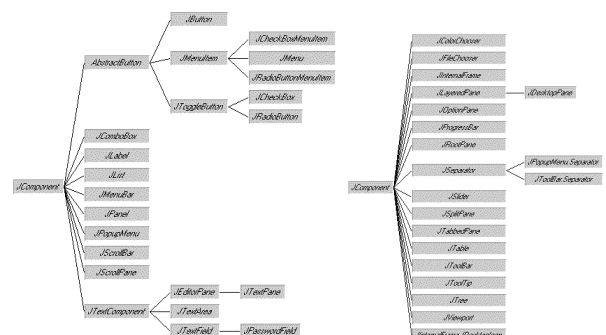 JButton
JCheckBoxMenuItem
AbstractButton
JMenuItem
JMenu
JRadioButtonMenuItem
JToggleButton
JCheckBox
JRadioButton
JComponent
JComboBox
JLabel
JList
JMenuBar
JPanel
JPopupMenu
JScrollBar
JScrollPane
JTextComponent
JEditorPane
JTextPane
JTextArea
JTextField
JPasswordField
JComponent
JColorChooser
JFileChooser
JInternalFrame
JLayeredPane
JDesktopPane
JOptionPane
JProgressBar
JRootPane
JSeparator
JPopupMenu.Separator
JToolBar.Separator
JSlider
JSplitPane
JTabbedPane
JTable
JToolBar
JToolTip
JTree
JViewport
JInternalFrame.JDesktopIcon